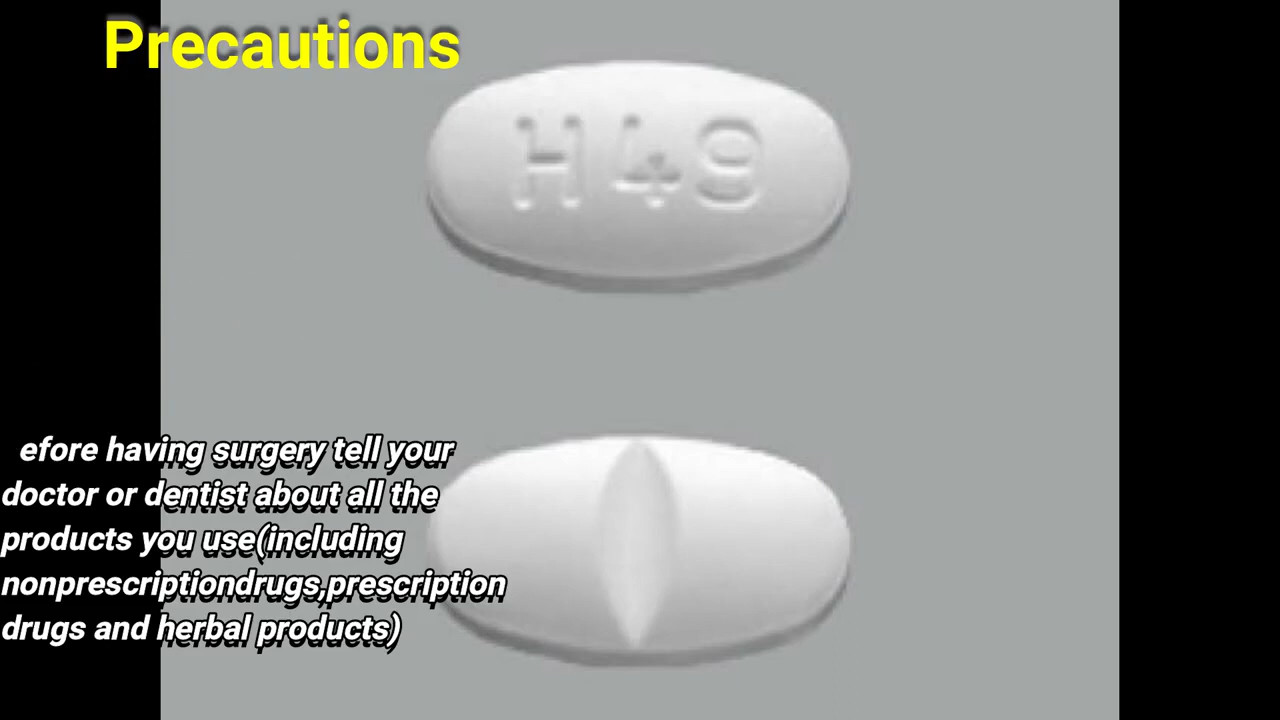 Precautions
H49
efore having surgery tell your
doctor or dentist about all the
products you use(including
nonprescriptiondrugs,prescription
drugs and herbal products)